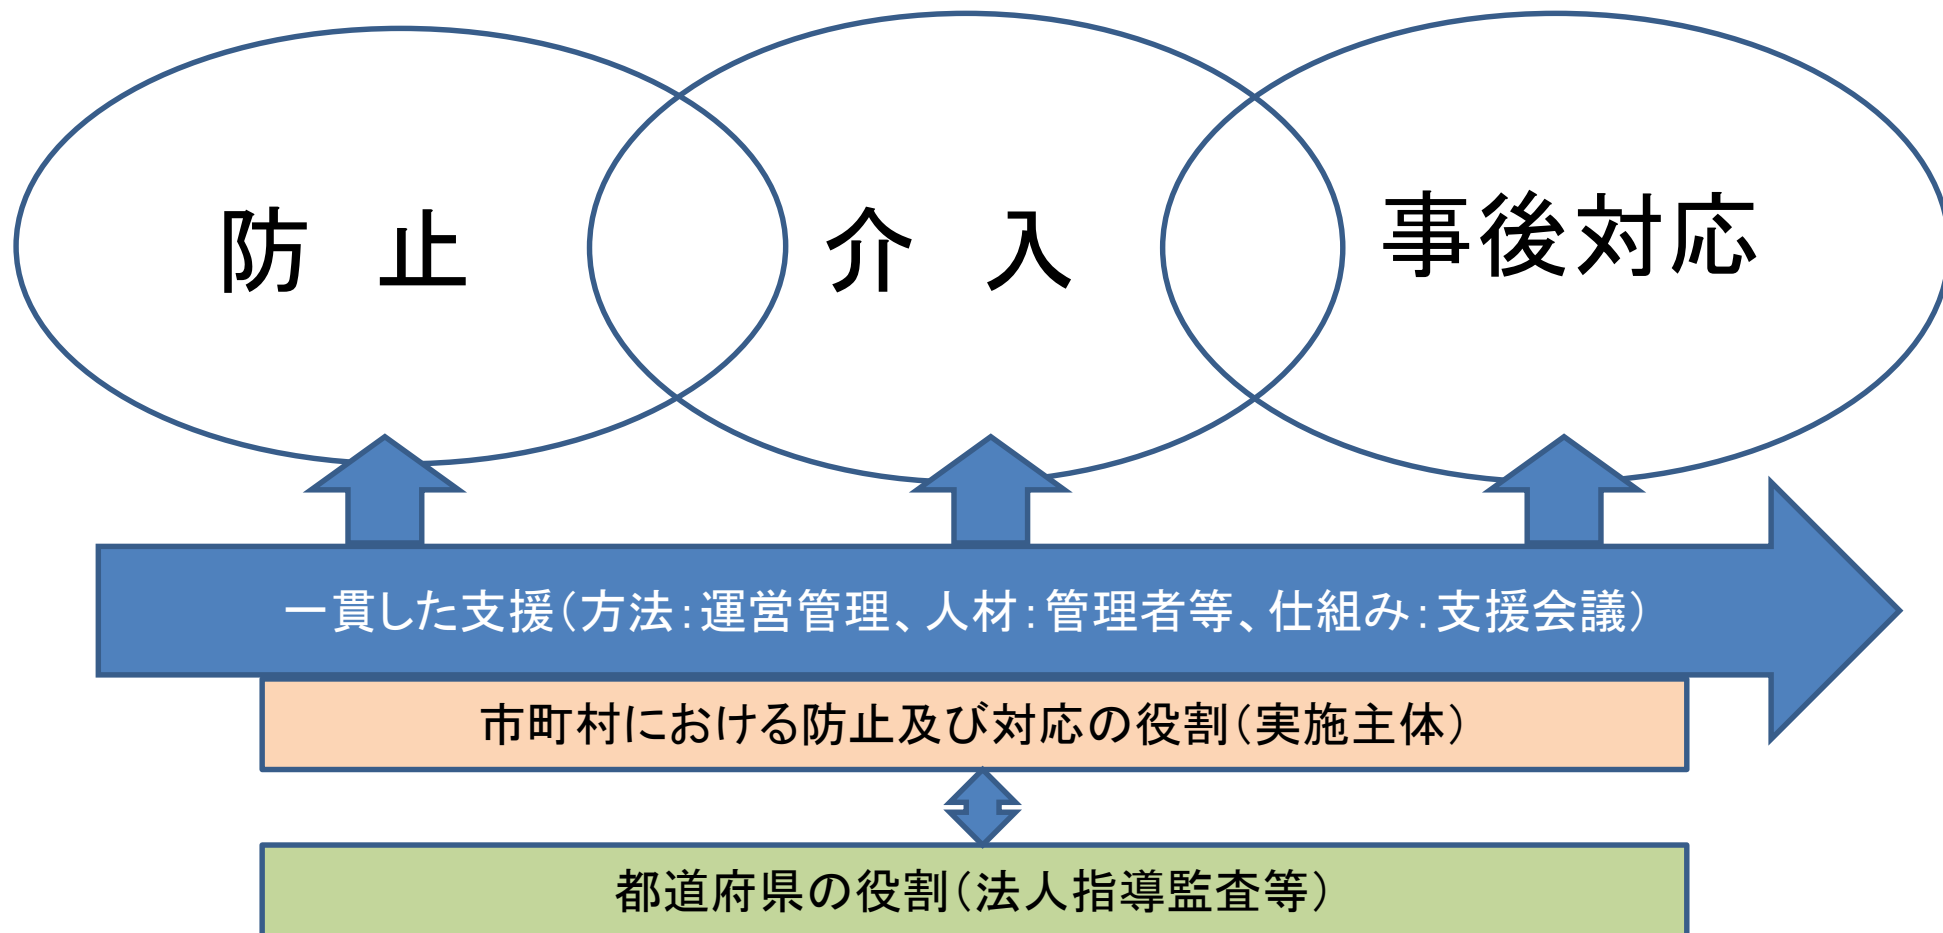 防　止
介　入
事後対応
一貫した支援（方法：運営管理、人材：管理者等、仕組み：支援会議）
市町村における防止及び対応の役割（実施主体）
都道府県の役割（法人指導監査等）